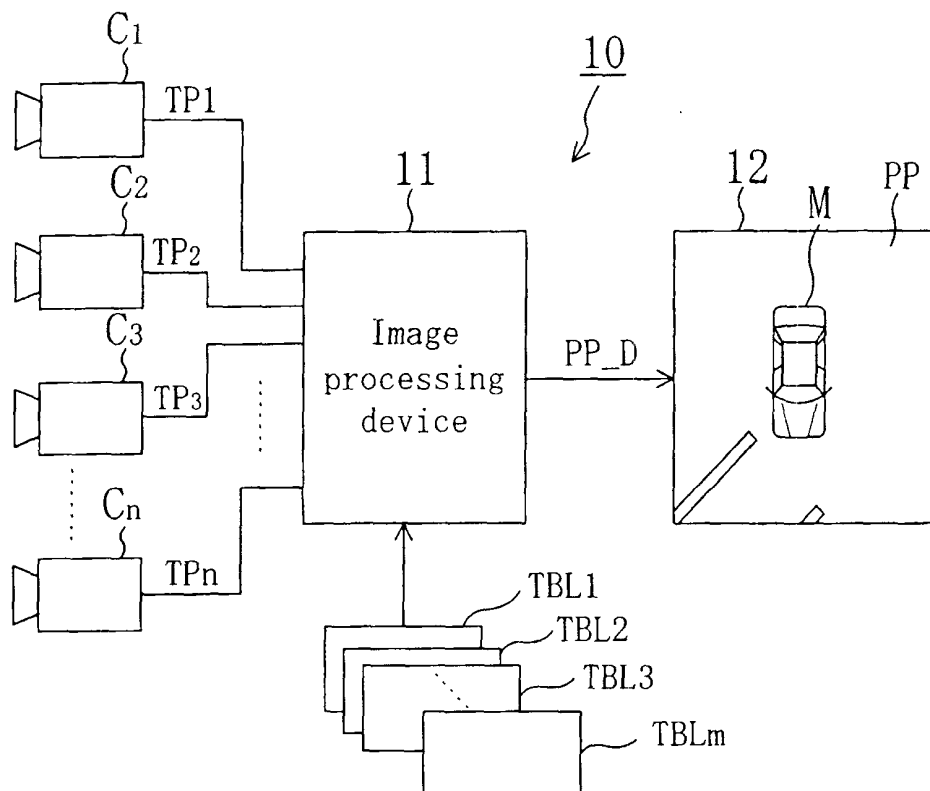 C1
10
TP1
11
12
PP
C2
M
TP2
C3
Image
processing
device
PP_D
TP3
Cn
TPn
TBL1
TBL2
TBL3
TBLm